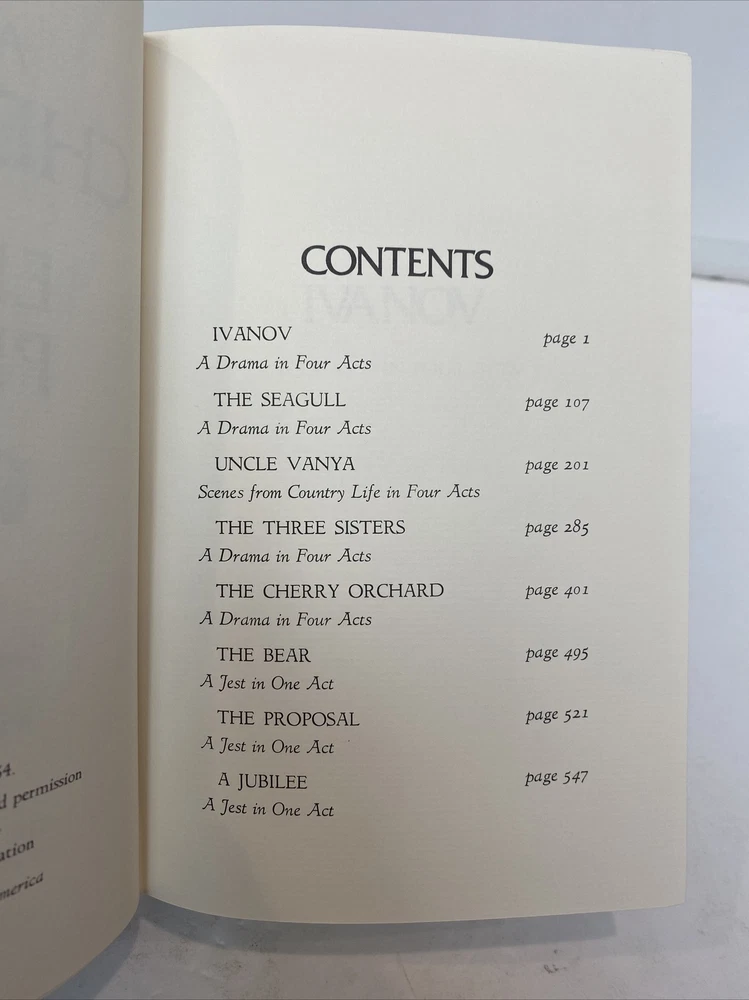 CONTENTS
IVANOV page 1
A Drama in Four Acts
THE SEAGULL page 107
A Drama in Four Acts
UNCLE VANYA page 201
Scenes from Country Life in Four Acts
THE THREE SISTERS page 285
A Drama in Four Acts
THE CHERRY ORCHARD page 401
A Drama in Four Acts
THE BEAR page 495
A Jest in One Act
THE PROPOSAL page 521
A Jest in One Act
A JUBILEE page 547
A Jest in One Act
permission